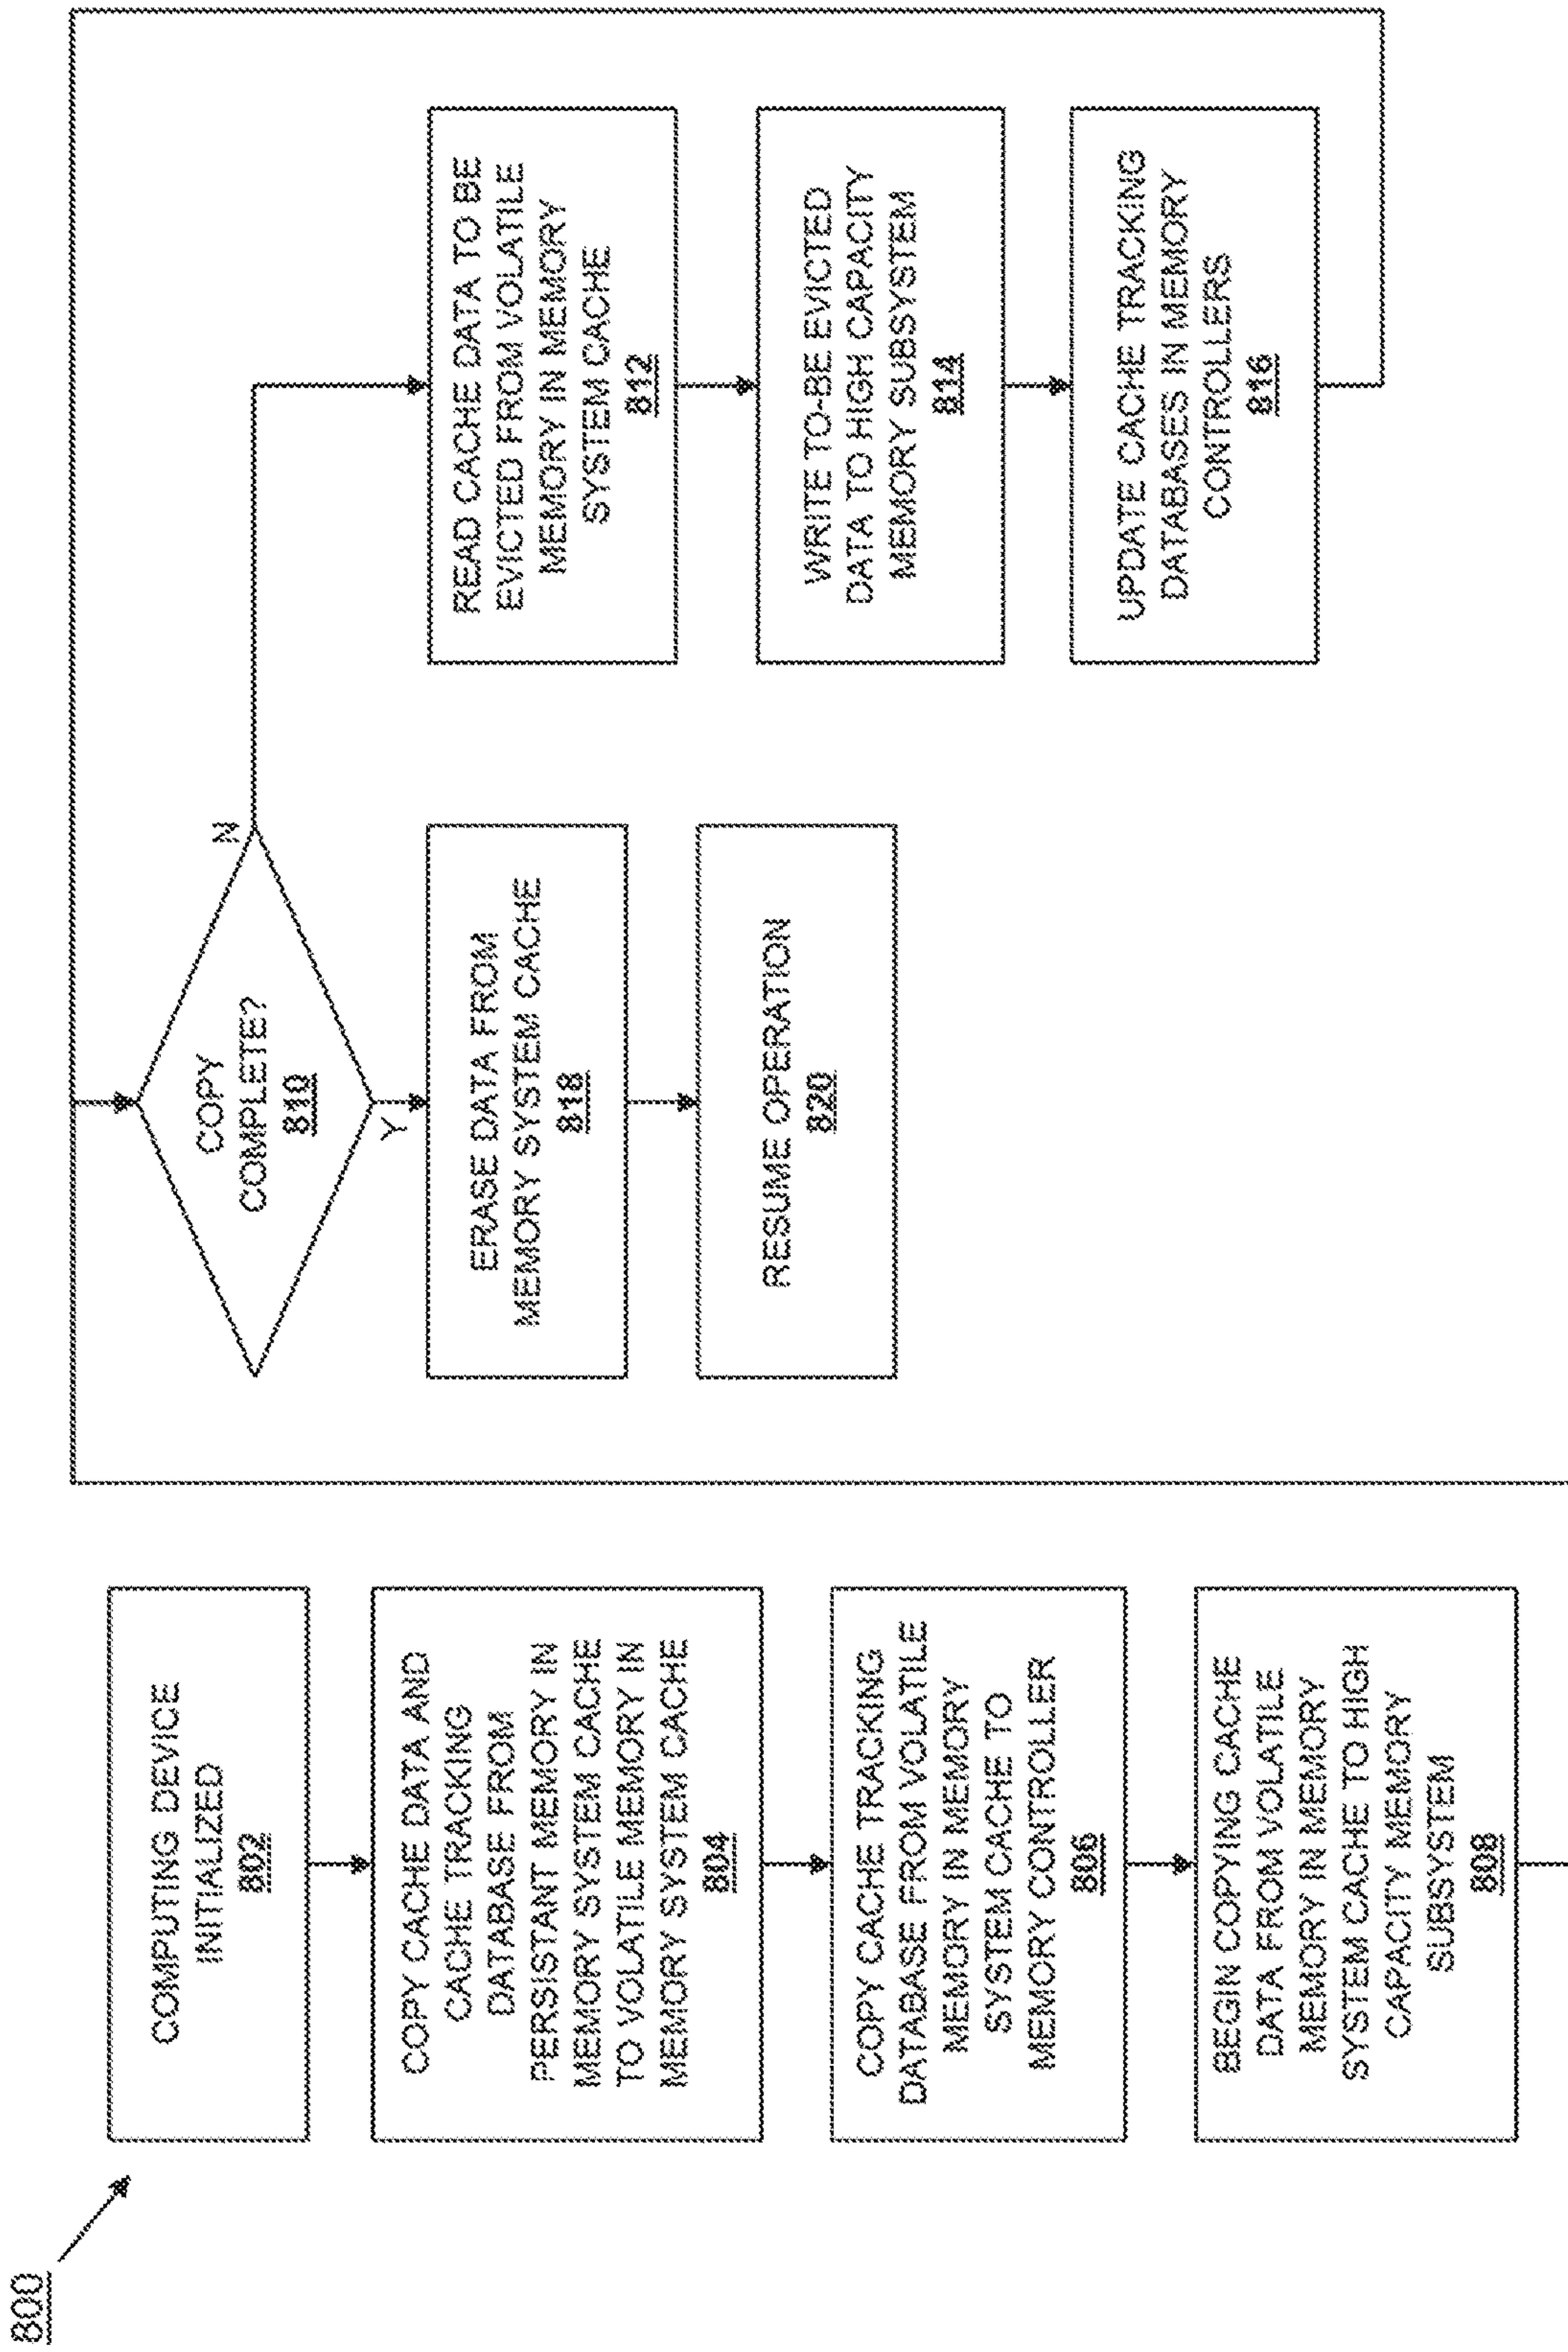 800
COMPUTING DEVICE
INITIALIZED
802
COPY CACHE DATA AND
CACHE TRACKING
DATABASE FROM
PERSISTANT MEMORY IN
MEMORY SYSTEM CACHE
TO VOLATILE MEMORY IN
MEMORY SYSTEM CACHE
804
COPY CACHE TRACKING
DATABASE FROM VOLATILE
MEMORY IN MEMORY
SYSTEM CACHE TO
MEMORY CONTROLLER
806
BEGIN COPYING CACHE
DATA FROM VOLATILE
MEMORY IN MEMORY
SYSTEM CACHE TO HIGH
CAPACITY MEMORY
SUBSYSTEM
808
COPY
COMPLETE?
810
N
Y
READ CACHE DATA TO BE
EVICTED FROM VOLATILE
MEMORY IN MEMORY
SYSTEM CACHE
812
WRITE TO-BE EVICTED
DATA TO HIGH CAPACITY
MEMORY SUBSYSTEM
814
UPDATE CACHE TRACKING
DATABASES IN MEMORY
CONTROLLERS
816
ERASE DATA FROM
MEMORY SYSTEM CACHE
818
RESUME OPERATION
820